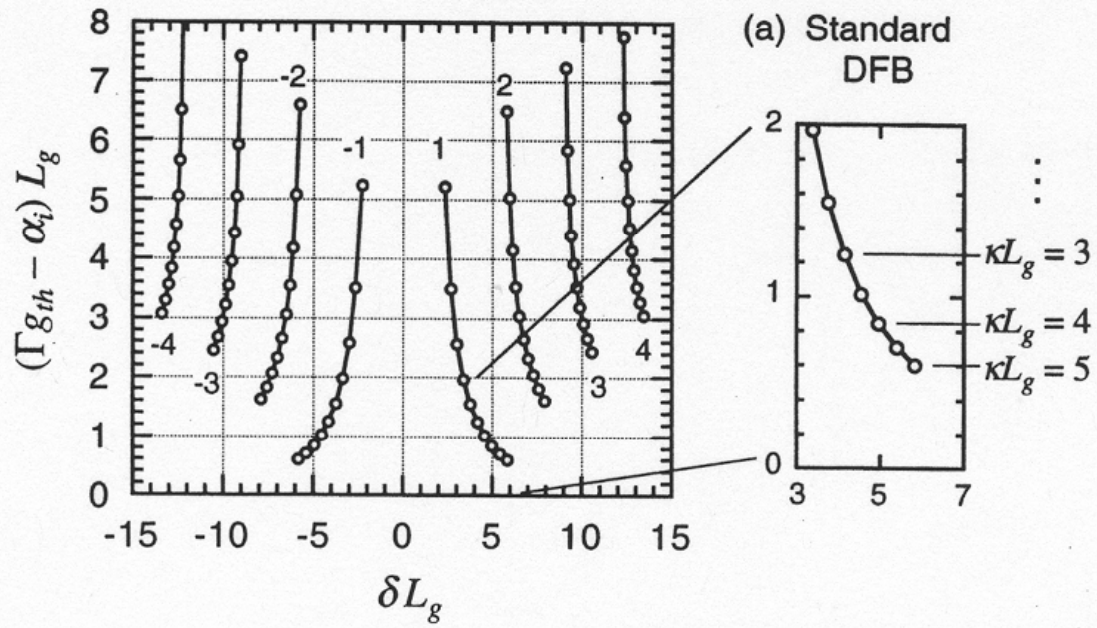 (a) Standard
DFB
8
7
6
5
4
3
2
1
0
(Γg_th − α_i) L_g
-4
-3
-2
-1
1
2
3
4
-15 -10 -5 0 5 10 15
δL_g
2
1
0
3 5 7
⋮
κL_g = 3
κL_g = 4
κL_g = 5